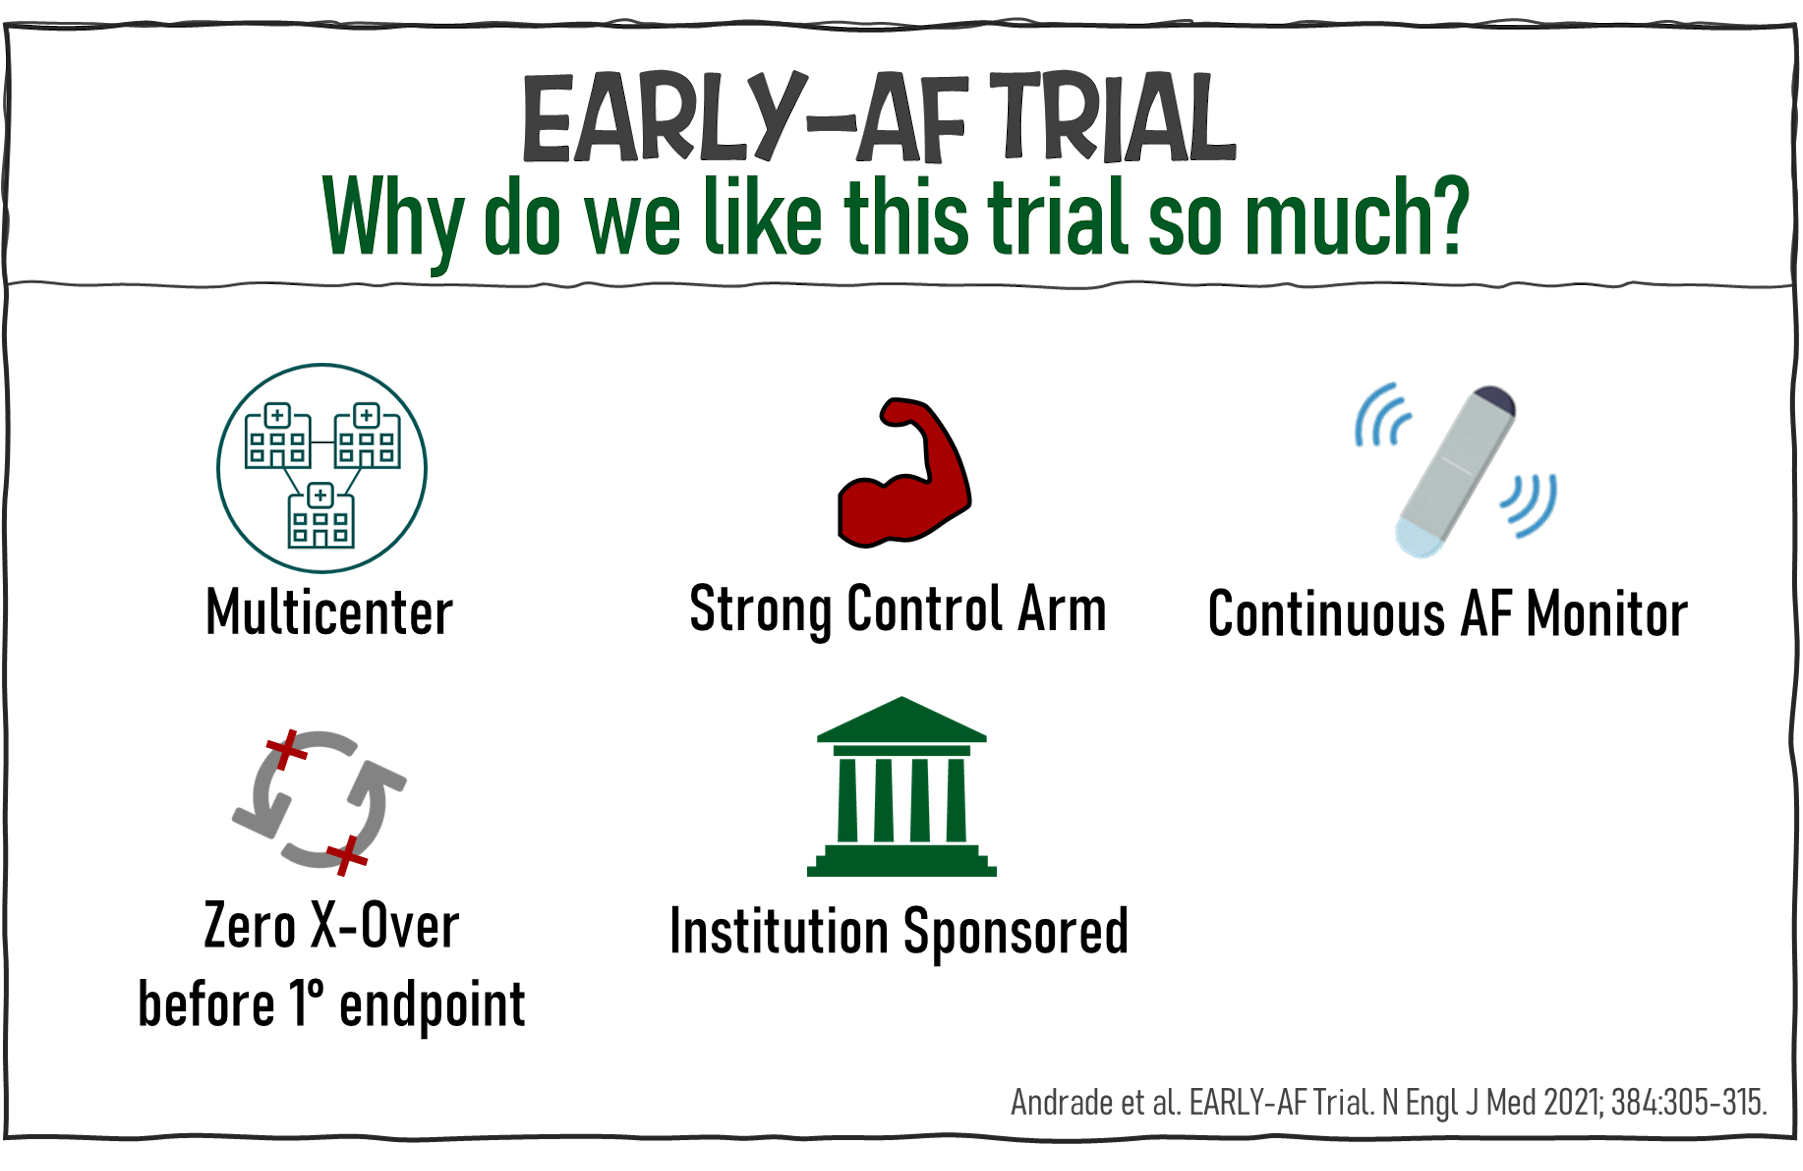 EARLY-AF TRIAL
Why do we like this trial so much?
Multicenter
Strong Control Arm
Continuous AF Monitor
Zero X-Over
before 1º endpoint
Institution Sponsored
Andrade et al. EARLY-AF Trial. N Engl J Med 2021; 384:305-315.